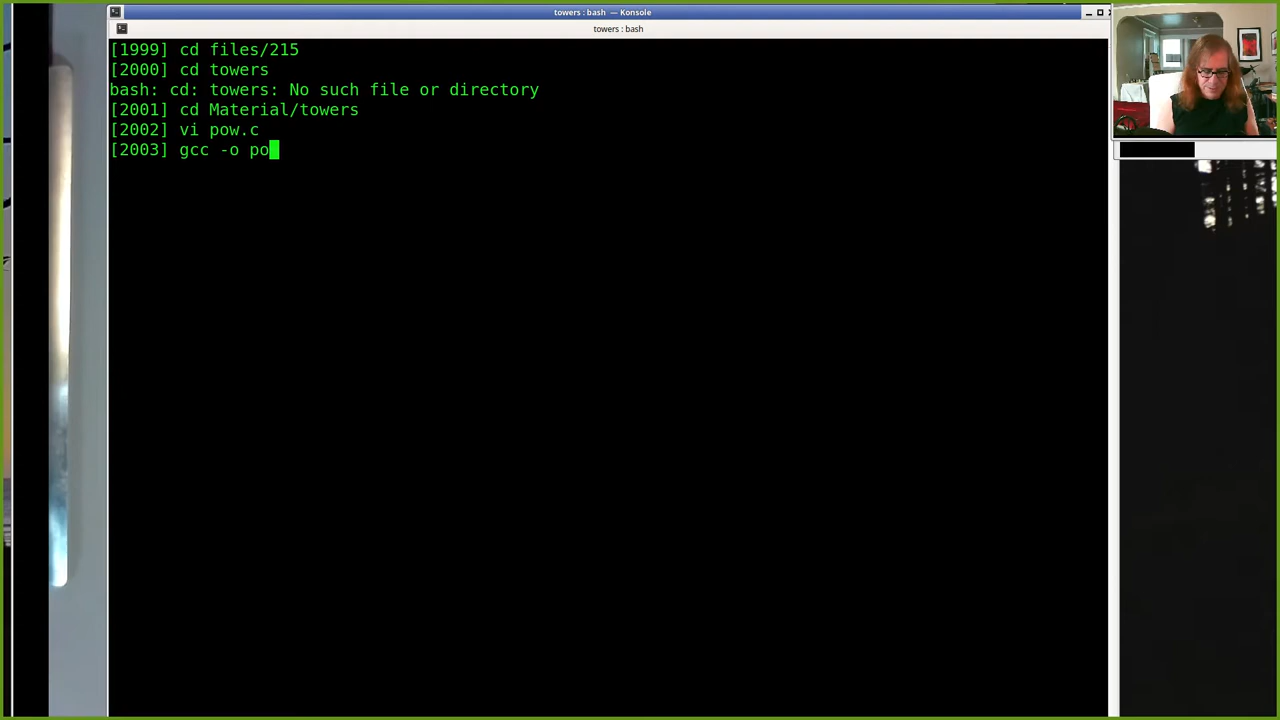 towers : bash — Konsole
towers : bash
[1999] cd files/215
[2000] cd towers
bash: cd: towers: No such file or directory
[2001] cd Material/towers
[2002] vi pow.c
[2003] gcc -o po